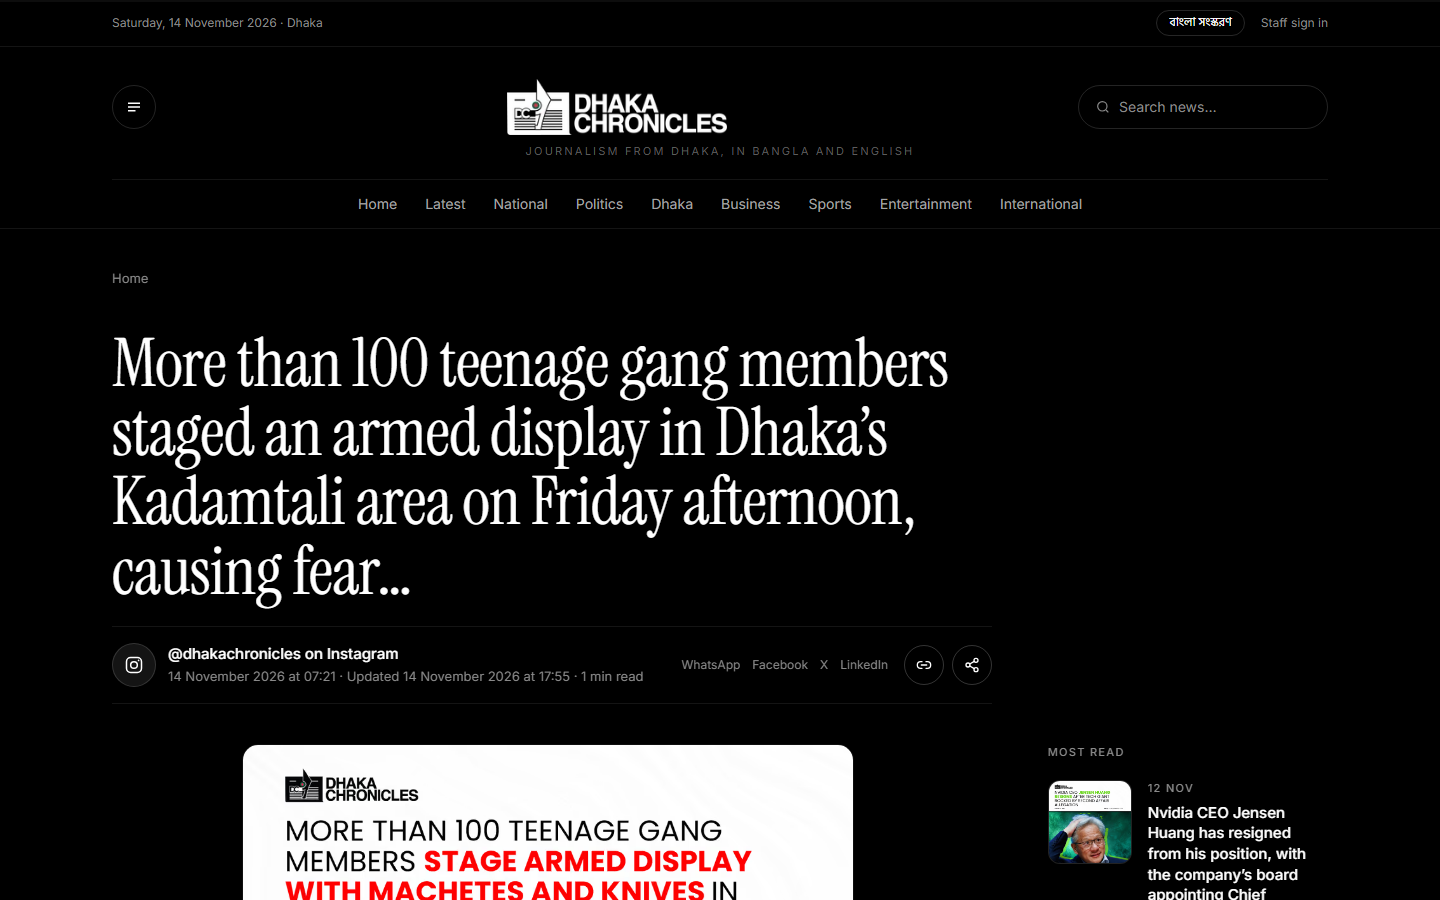 Saturday, 14 November 2026 · Dhaka
বাংলা সংস্করণ
Staff sign in
DHAKA
CHRONICLES
Search news...
JOURNALISM FROM DHAKA, IN BANGLA AND ENGLISH
Home Latest National Politics Dhaka Business Sports Entertainment International
Home
More than 100 teenage gang members
staged an armed display in Dhaka’s
Kadamtali area on Friday afternoon,
causing fear...
@dhakachronicles on Instagram
14 November 2026 at 07:21 · Updated 14 November 2026 at 17:55 · 1 min read
WhatsApp Facebook X LinkedIn
DHAKA
CHRONICLES
MORE THAN 100 TEENAGE GANG
MEMBERS STAGE ARMED DISPLAY
WITH MACHETES AND KNIVES IN
MOST READ
12 NOV
Nvidia CEO Jensen
Huang has resigned
from his position, with
the company’s board
appointing Chief